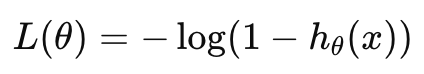 L(θ) = − log(1 − h_θ(x))